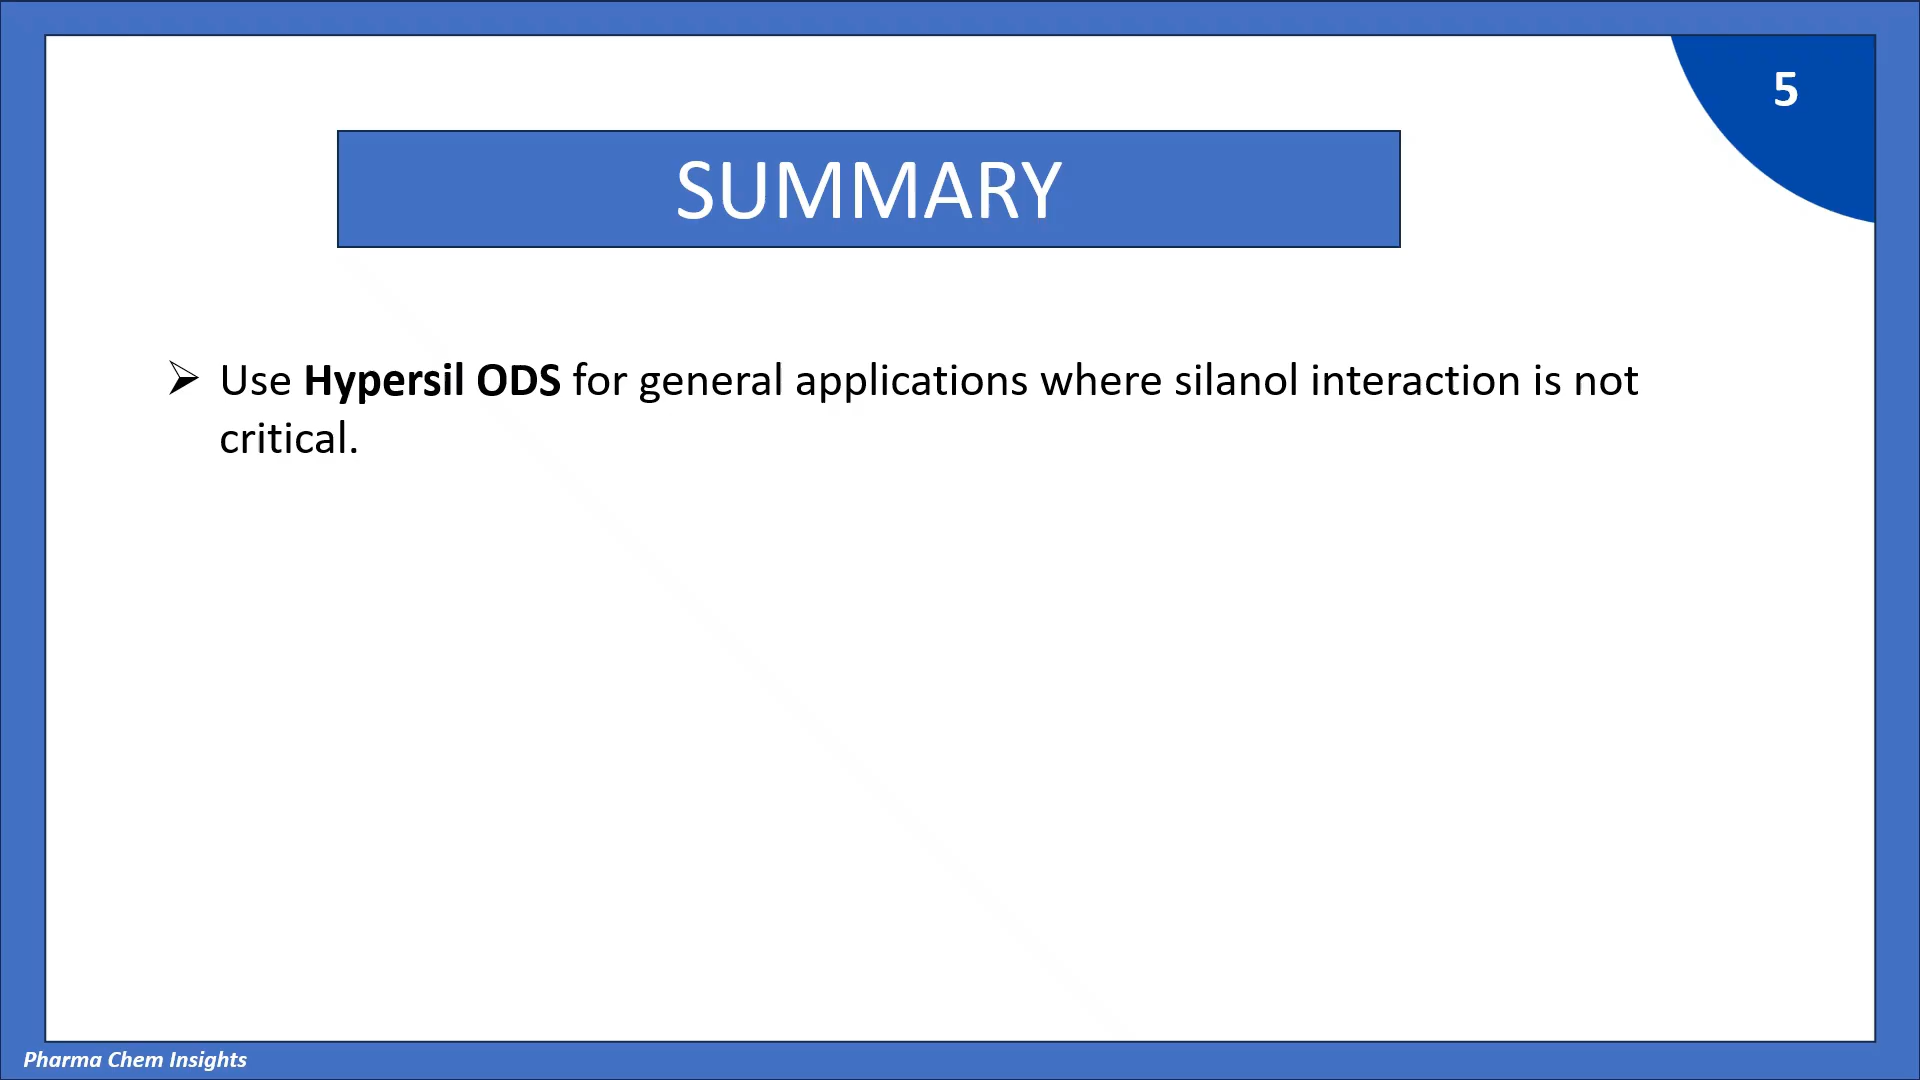 5
SUMMARY
➢ Use Hypersil ODS for general applications where silanol interaction is not
critical.
Pharma Chem Insights